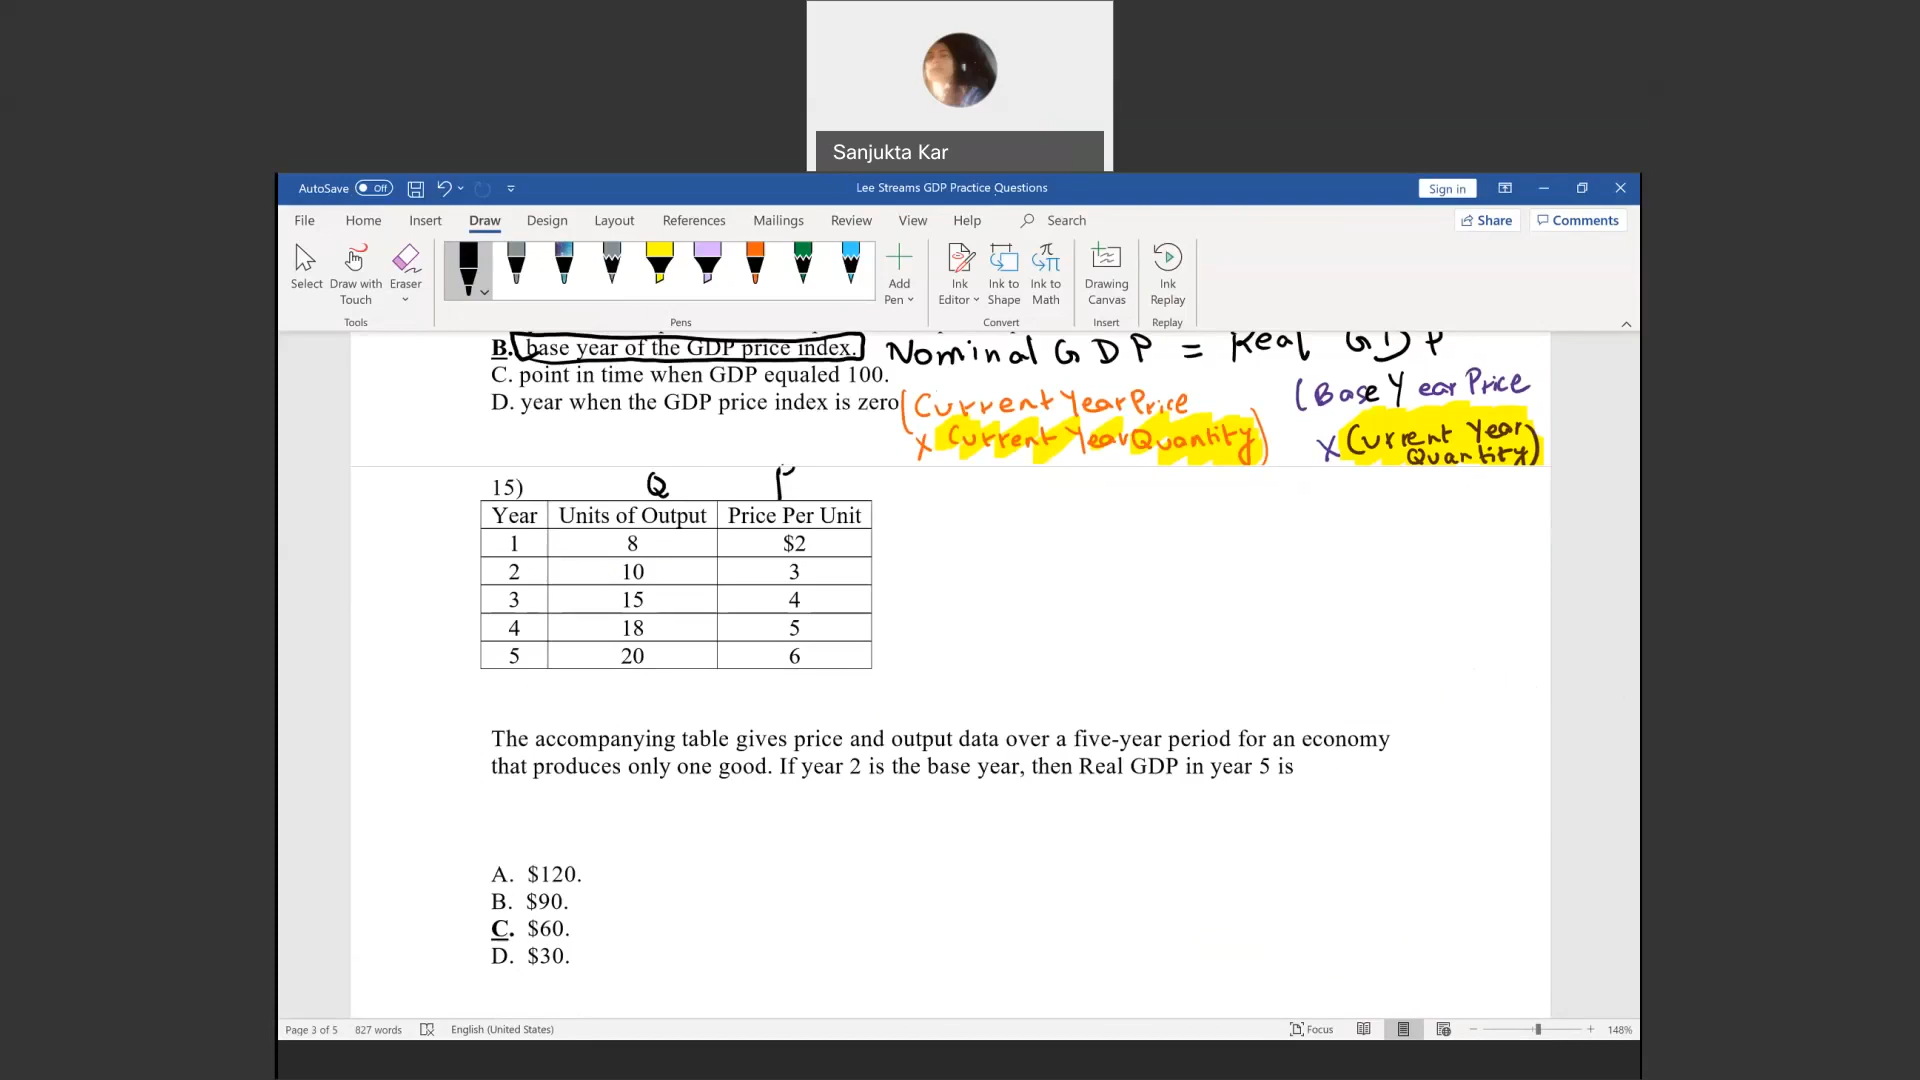 Sanjukta Kar
AutoSave Off
Lee Streams GDP Practice Questions
Sign in
File Home Insert Draw Design Layout References Mailings Review View Help Search
Share Comments
Select Draw with Touch Eraser
Add Pen
Ink Editor Ink to Shape Ink to Math
Drawing Canvas
Ink Replay
Tools Pens Convert Insert Replay
B. base year of the GDP price index. Nominal GDP = Real GDP
C. point in time when GDP equaled 100.
D. year when the GDP price index is zero
(Current Year Price
X Current Year Quantity)
(Base Year Price
X (Current Year
Quantity)
15) Q P
Year Units of Output Price Per Unit
1 8 $2
2 10 3
3 15 4
4 18 5
5 20 6
The accompanying table gives price and output data over a five-year period for an economy
that produces only one good. If year 2 is the base year, then Real GDP in year 5 is
A. $120.
B. $90.
C. $60.
D. $30.
Page 3 of 5 827 words English (United States) Focus 148%